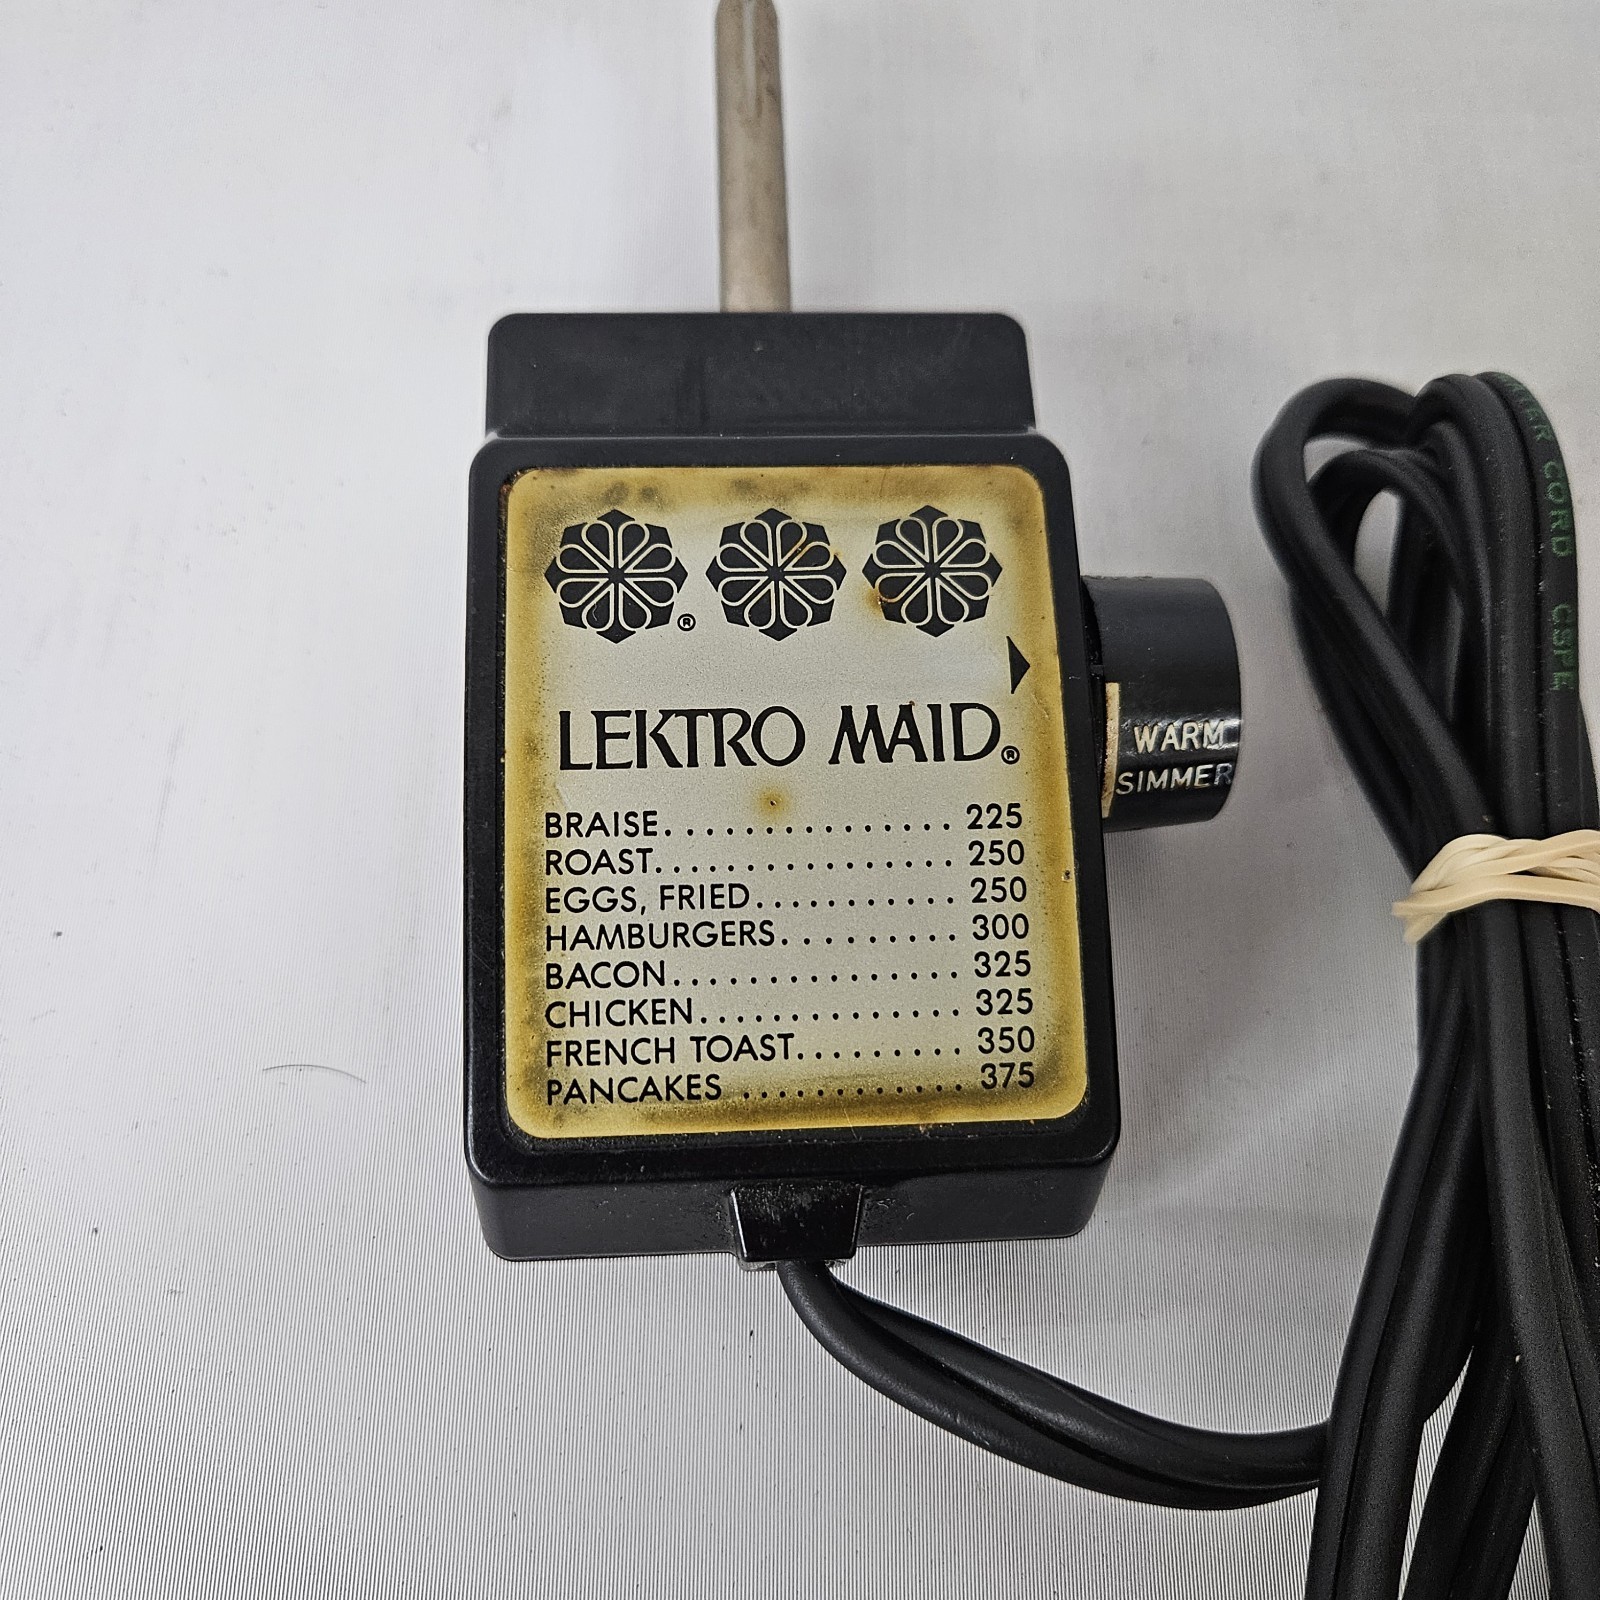 ®
LEKTRO MAID®
BRAISE............... 225
ROAST................ 250
EGGS, FRIED........... 250
HAMBURGERS......... 300
BACON............... 325
CHICKEN.............. 325
FRENCH TOAST......... 350
PANCAKES ............ 375
WARM
SIMMER
CORD CSPE